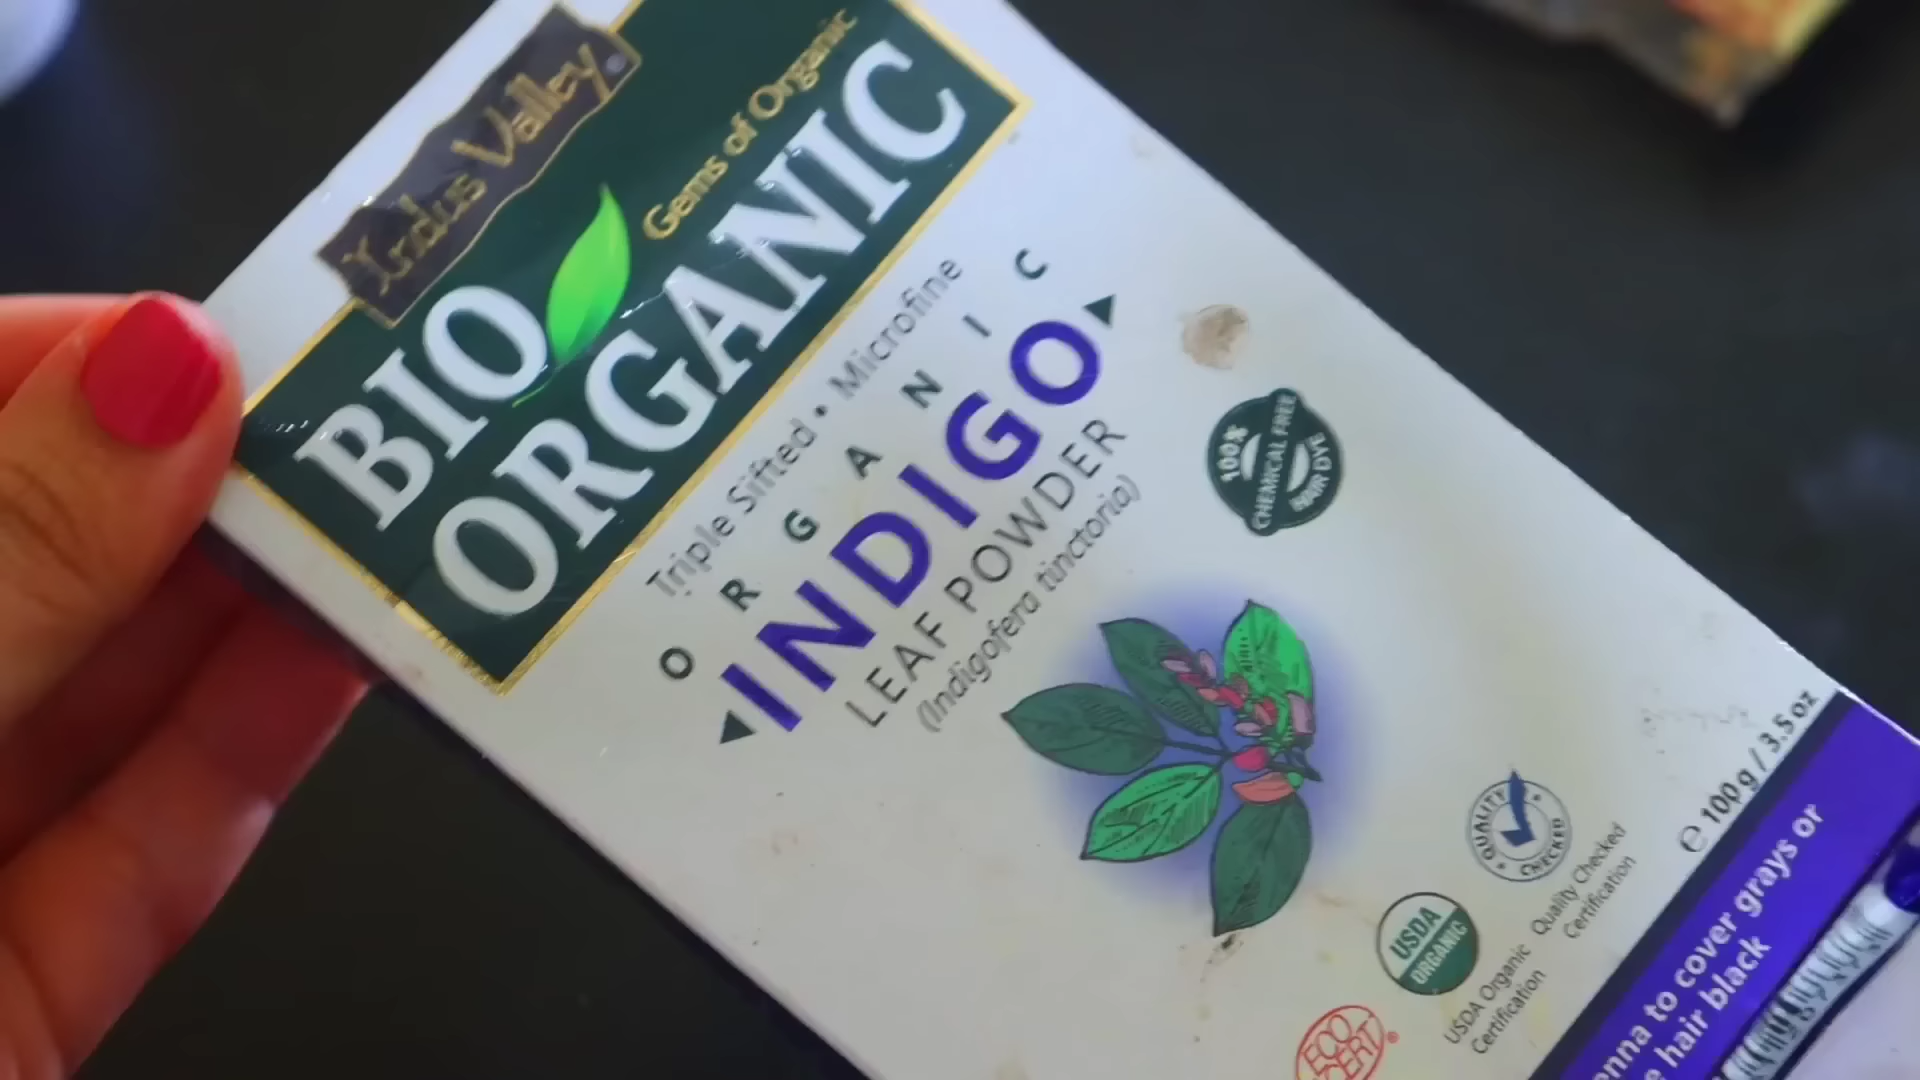 Indus Valley
Gems of Organic
BIO
ORGANIC
Triple Sifted • Microfine
ORGANIC
INDIGO
LEAF POWDER
(Indigofera tinctoria)
100%
CHEMICAL FREE
HAIR DYE
QUALITY
CHECKED
Quality Checked
Certification
USDA
ORGANIC
USDA Organic
Certification
ECO
CERT
®
℮ 100 g / 3.5 oz
enna to cover grays or
e hair black